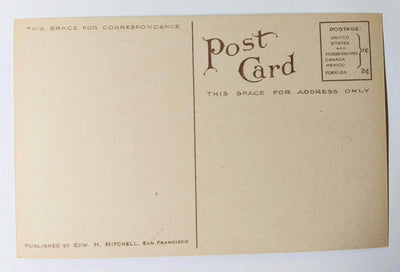 THIS SPACE FOR CORRESPONDENCE
Post
Card
THIS SPACE FOR ADDRESS ONLY
POSTAGE:
UNITED
STATES
AND
POSSESSIONS
CANADA
MEXICO
1¢
FOREIGN 2¢
PUBLISHED BY EDW. H. MITCHELL, SAN FRANCISCO